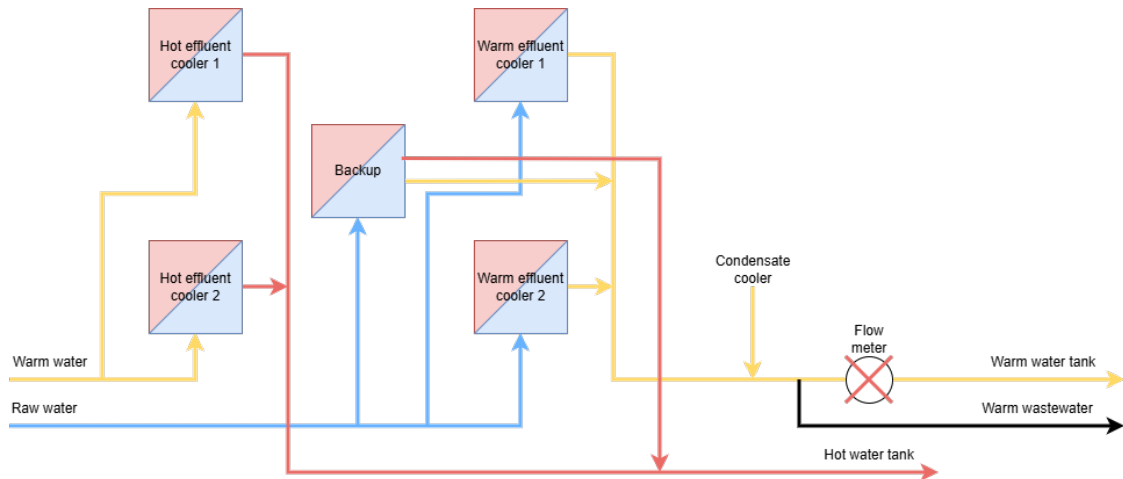 Hot effluent
cooler 1
Warm effluent
cooler 1
Backup
Hot effluent
cooler 2
Warm effluent
cooler 2
Condensate
cooler
Flow
meter
Warm water
Warm water tank
Raw water
Warm wastewater
Hot water tank